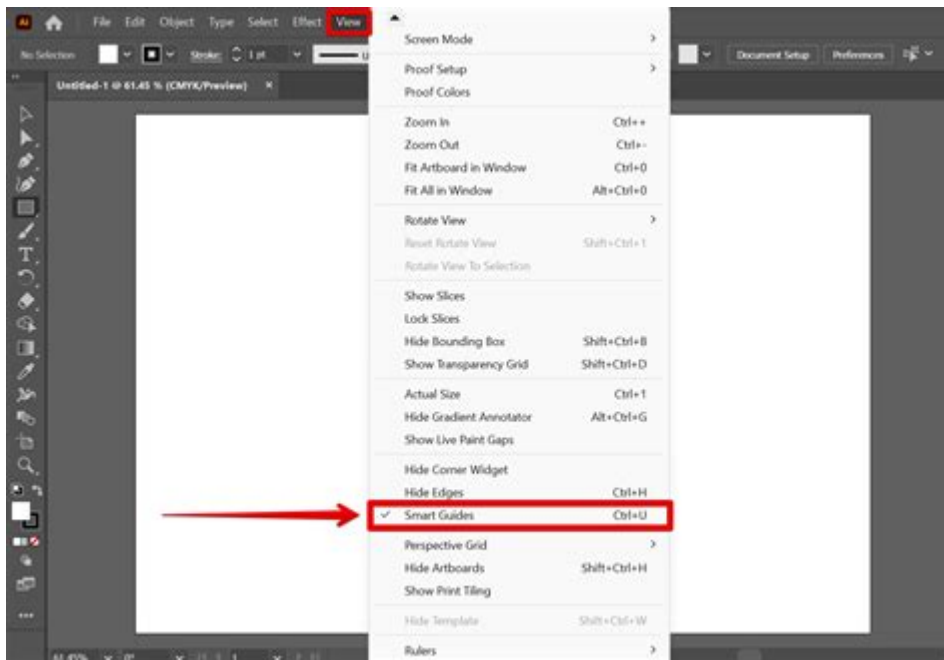 Ai File Edit Object Type Select Effect View
No Selection Stroke: 1 pt Document Setup Preferences
Untitled-1 @ 61.45 % (CMYK/Preview) ×
Screen Mode
Proof Setup
Proof Colors
Zoom In Ctrl++
Zoom Out Ctrl+-
Fit Artboard in Window Ctrl+0
Fit All in Window Alt+Ctrl+0
Rotate View
Reset Rotate View Shift+Ctrl+1
Rotate View To Selection
Show Slices
Lock Slices
Hide Bounding Box Shift+Ctrl+B
Show Transparency Grid Shift+Ctrl+D
Actual Size Ctrl+1
Hide Gradient Annotator Alt+Ctrl+G
Show Live Paint Gaps
Hide Corner Widget
Hide Edges Ctrl+H
Smart Guides Ctrl+U
Perspective Grid
Hide Artboards Shift+Ctrl+H
Show Print Tiling
Hide Template Shift+Ctrl+W
Rulers
61.45% 0° 1